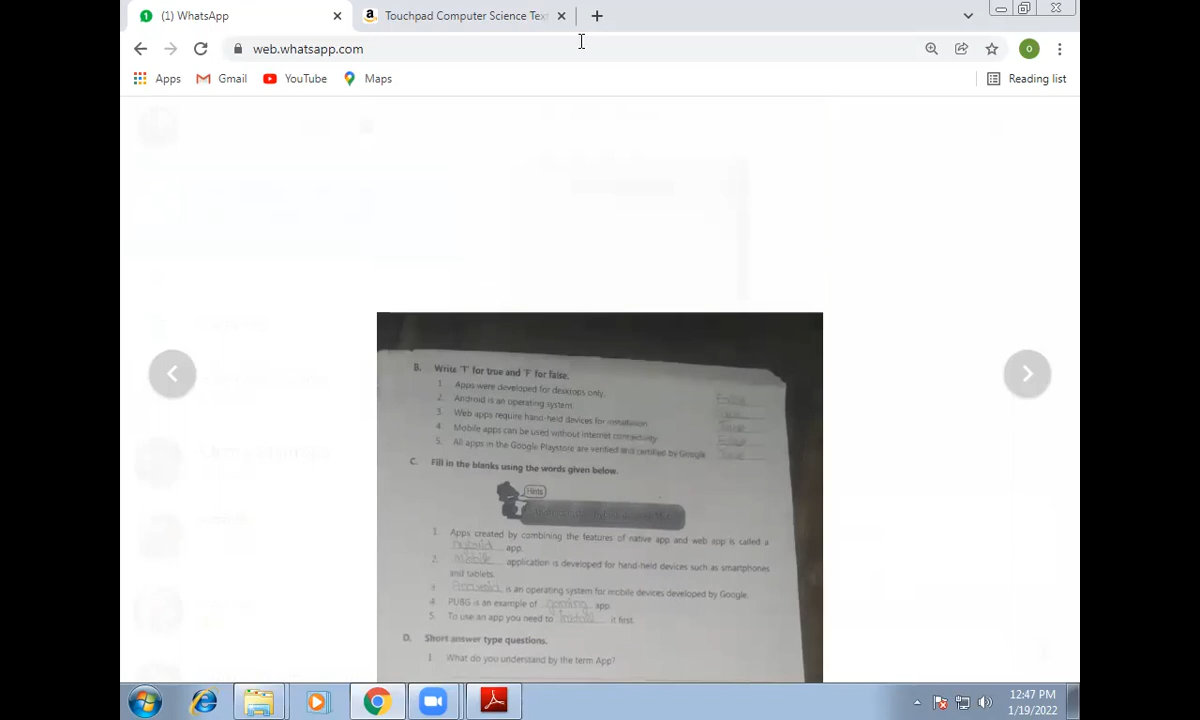 (1) WhatsApp
Touchpad Computer Science Text
web.whatsapp.com
O
Apps Gmail YouTube Maps
Reading list
B. Write 'T' for true and 'F' for false.
1 Apps were developed for desktops only.
2. Android is an operating system.
3. Web apps require hand-held devices for installation.
4 Mobile apps can be used without internet connectivity.
5. All apps in the Google Playstore are verified and certified by Google
C. Fill in the blanks using the words given below.
Hints
1. Apps created by combining the features of native app and web app is called a
hybrid app.
2. Mobile application is developed for hand-held devices such as smartphones
and tablets.
3 Android is an operating system for mobile devices developed by Google.
4 PUBG is an example of gaming app
5. To use an app you need to it first.
D. Short answer type questions.
1 What do you understand by the term App?
12:47 PM
1/19/2022